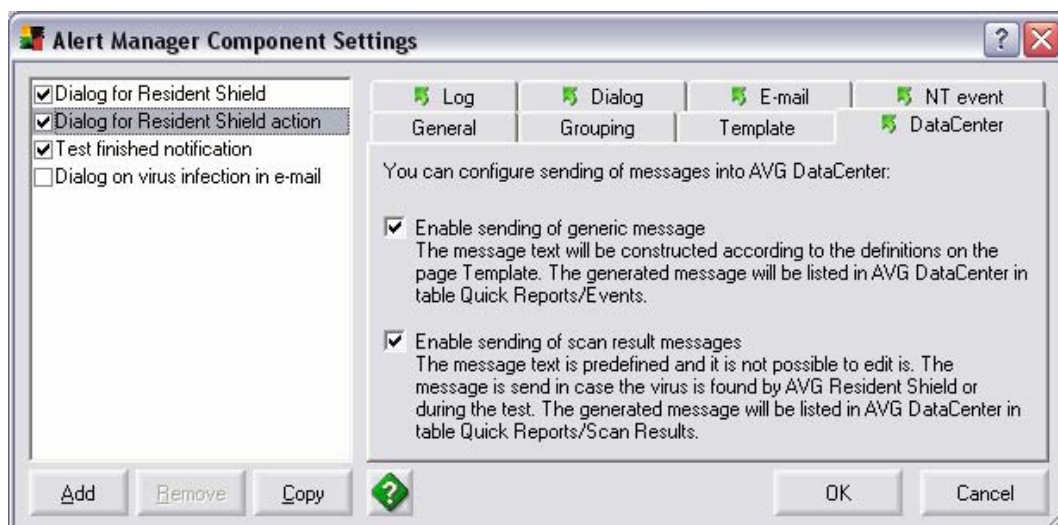 Alert Manager Component Settings
Dialog for Resident Shield
Dialog for Resident Shield action
Test finished notification
Dialog on virus infection in e-mail
Log
Dialog
E-mail
NT event
General
Grouping
Template
DataCenter
You can configure sending of messages into AVG DataCenter:
Enable sending of generic message
The message text will be constructed according to the definitions on the
page Template. The generated message will be listed in AVG DataCenter in
table Quick Reports/Events.
Enable sending of scan result messages
The message text is predefined and it is not possible to edit is. The
message is send in case the virus is found by AVG Resident Shield or
during the test. The generated message will be listed in AVG DataCenter in
table Quick Reports/Scan Results.
Add
Remove
Copy
OK
Cancel